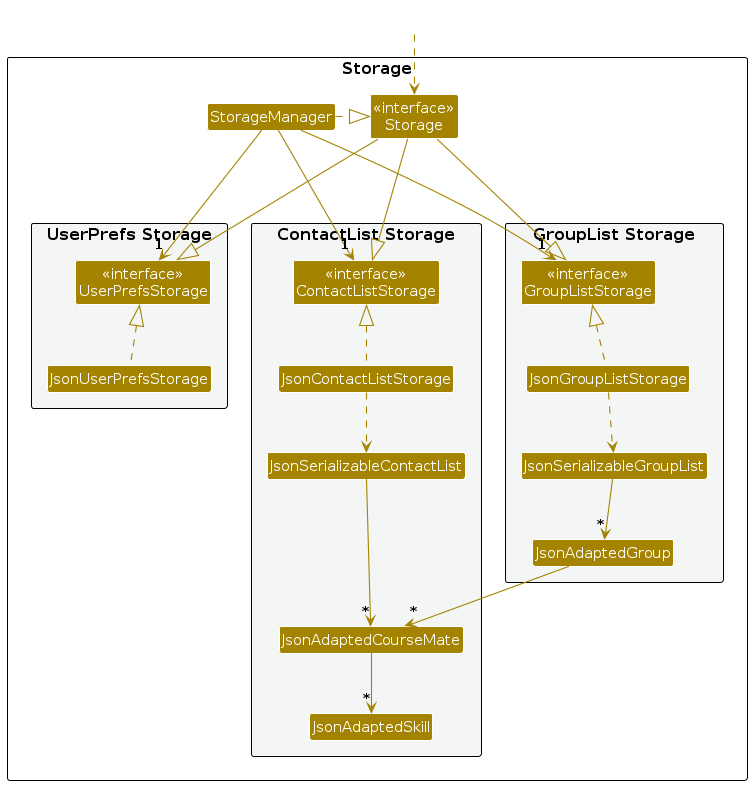 Storage
StorageManager
«interface»
Storage
UserPrefs Storage
ContactList Storage
GroupList Storage
1
1
1
«interface»
UserPrefsStorage
«interface»
ContactListStorage
«interface»
GroupListStorage
JsonUserPrefsStorage
JsonContactListStorage
JsonGroupListStorage
JsonSerializableContactList
JsonSerializableGroupList
*
JsonAdaptedGroup
*
*
JsonAdaptedCourseMate
*
JsonAdaptedSkill